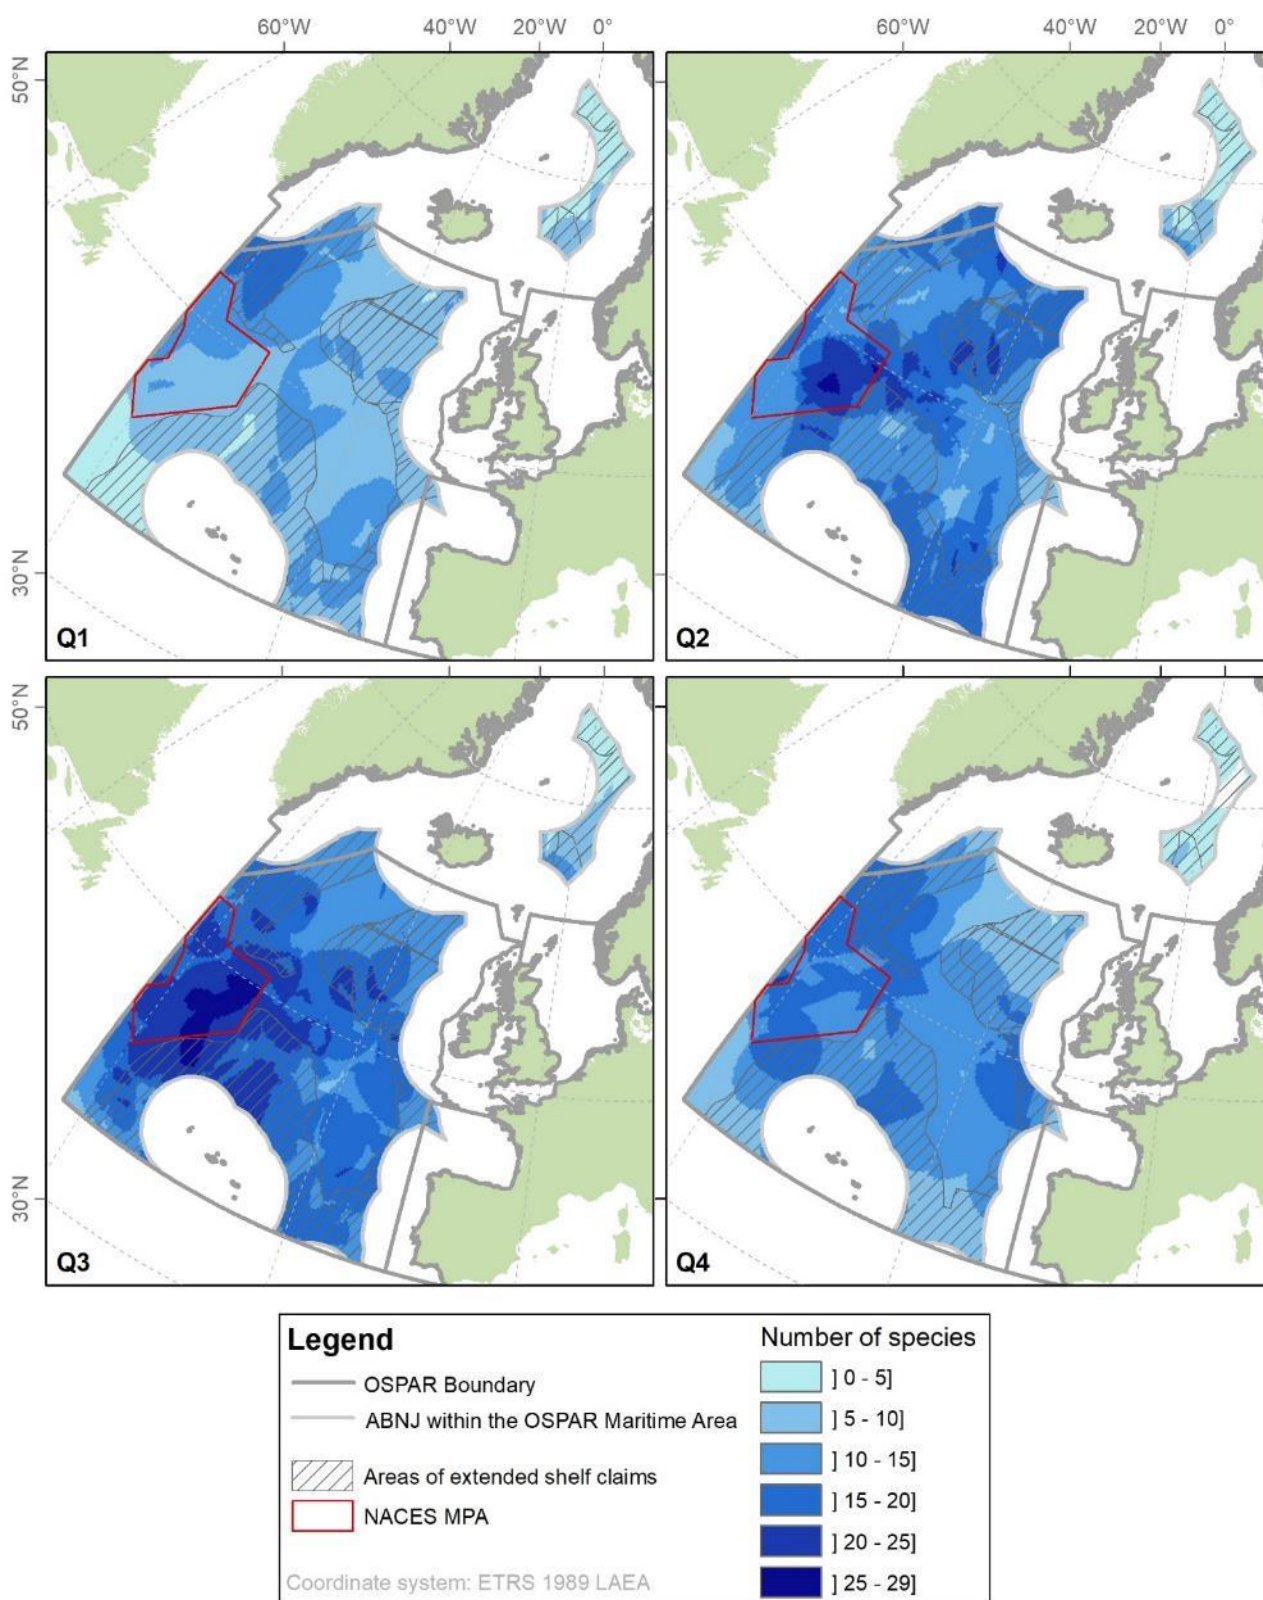 60°W 40°W 20°W 0° 60°W 40°W 20°W 0°
50°N
30°N
Q1 Q2
50°N
30°N
Q3 Q4
Legend
OSPAR Boundary
ABNJ within the OSPAR Maritime Area
Areas of extended shelf claims
NACES MPA
Coordinate system: ETRS 1989 LAEA
Number of species
] 0 - 5]
] 5 - 10]
] 10 - 15]
] 15 - 20]
] 20 - 25]
] 25 - 29]